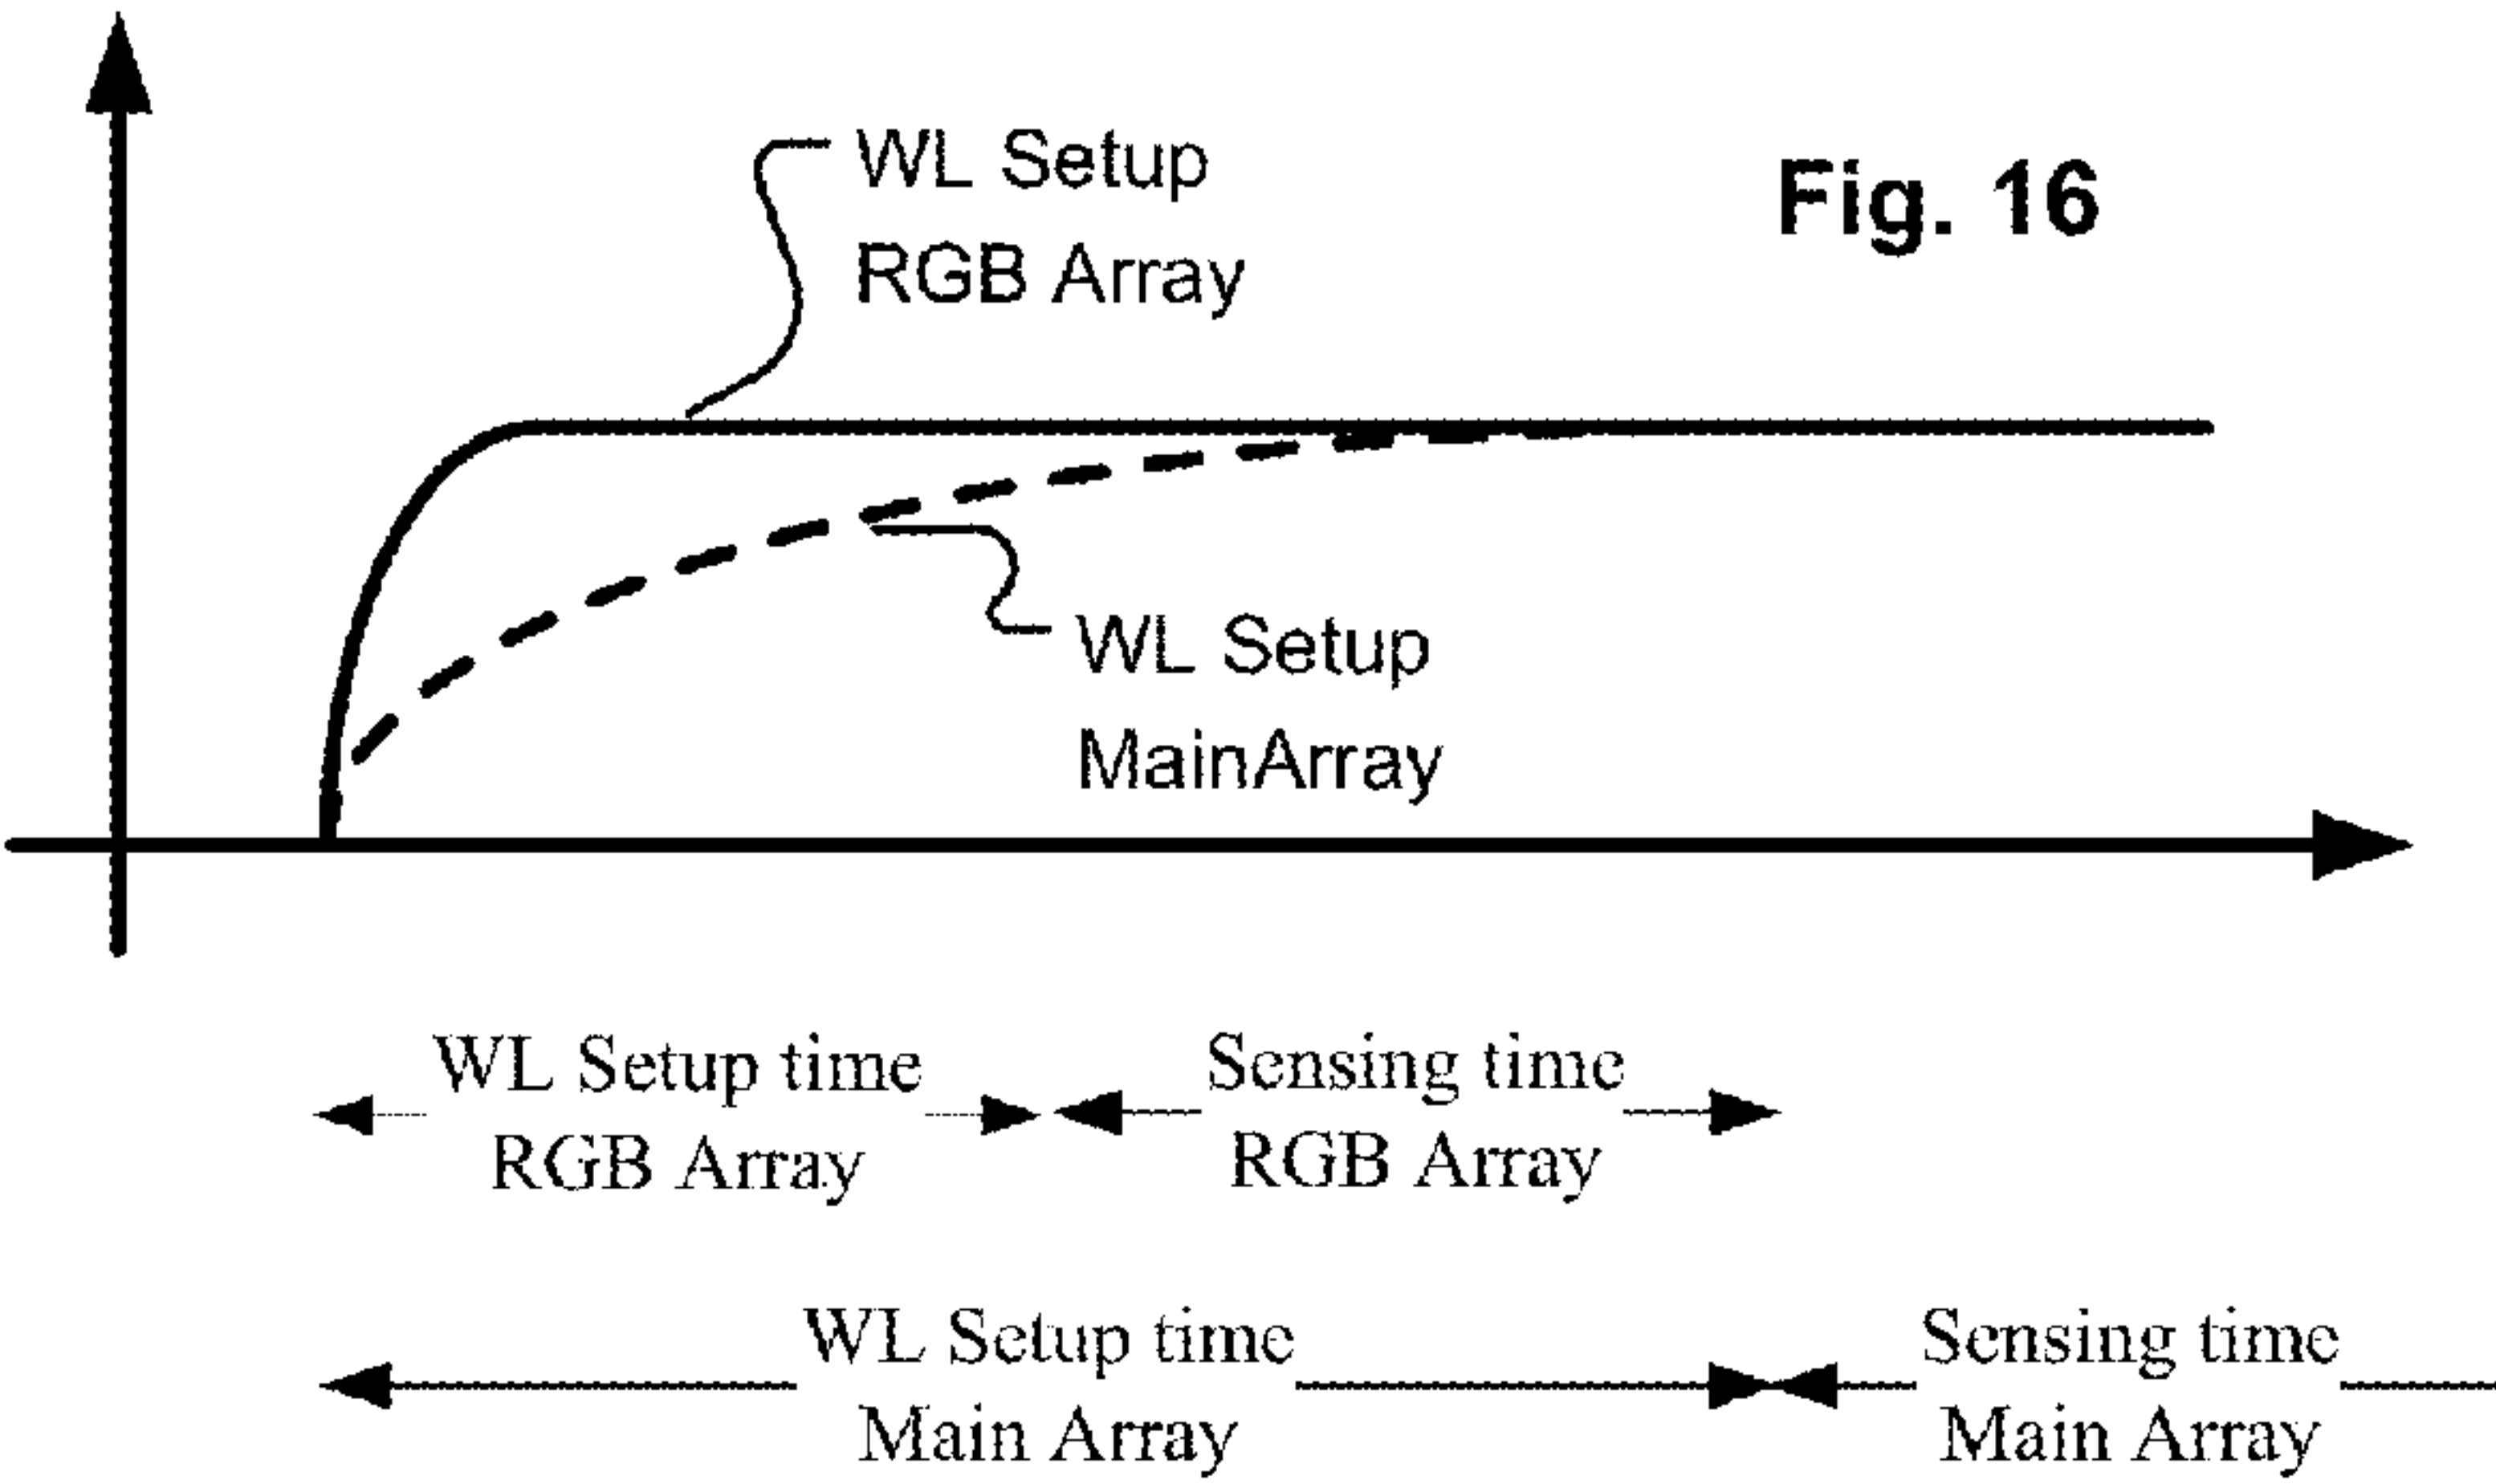 WL Setup
RGB Array
Fig. 16
WL Setup
MainArray
WL Setup time
RGB Array
Sensing time
RGB Array
WL Setup time
Main Array
Sensing time
Main Array